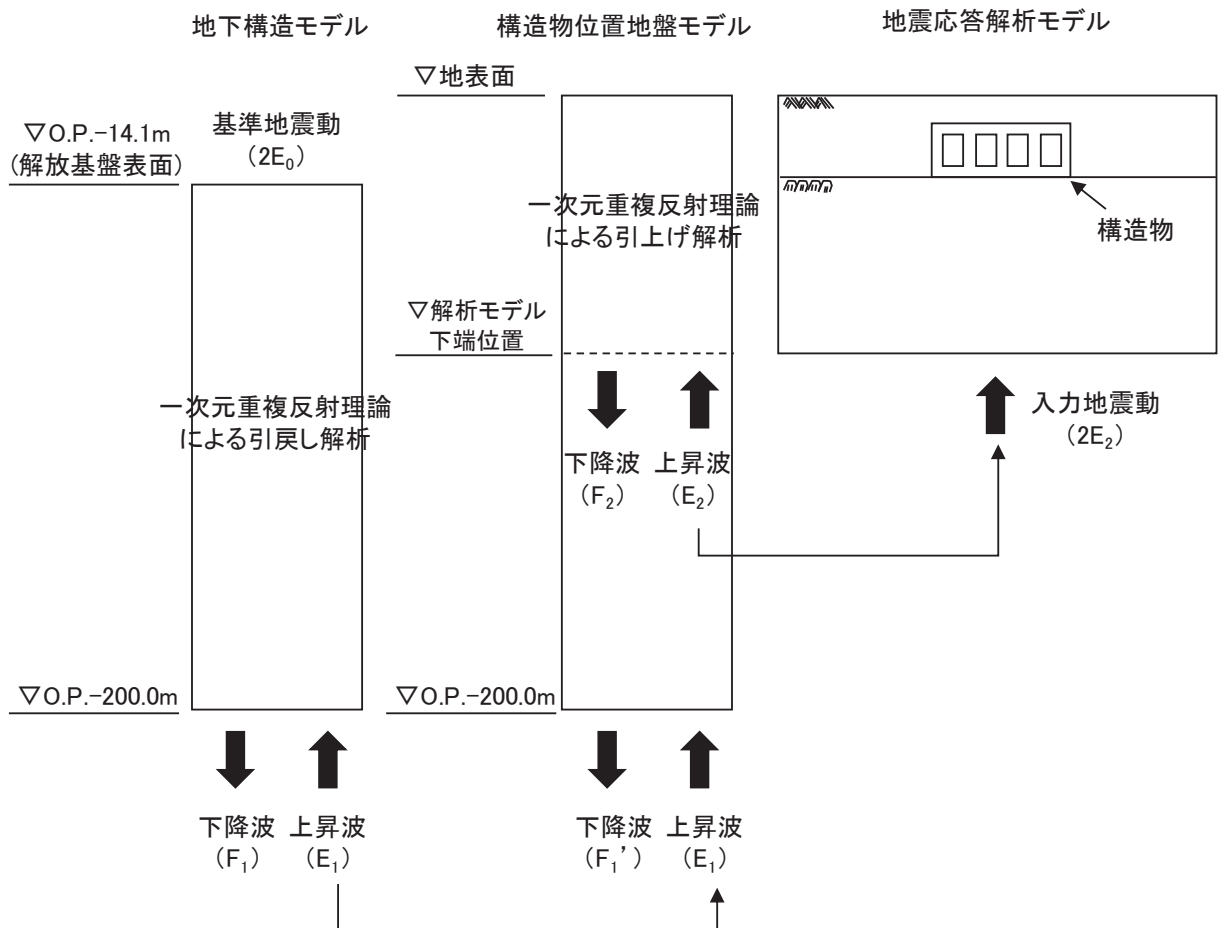 地下構造モデル
▽O.P.-14.1m
(解放基盤表面)
基準地震動
(2E₀)
一次元重複反射理論
による引戻し解析
▽O.P.-200.0m
下降波
(F₁)
上昇波
(E₁)
構造物位置地盤モデル
▽地表面
一次元重複反射理論
による引上げ解析
▽解析モデル
下端位置
下降波
(F₂)
上昇波
(E₂)
▽O.P.-200.0m
下降波
(F₁’)
上昇波
(E₁)
地震応答解析モデル
構造物
入力地震動
(2E₂)